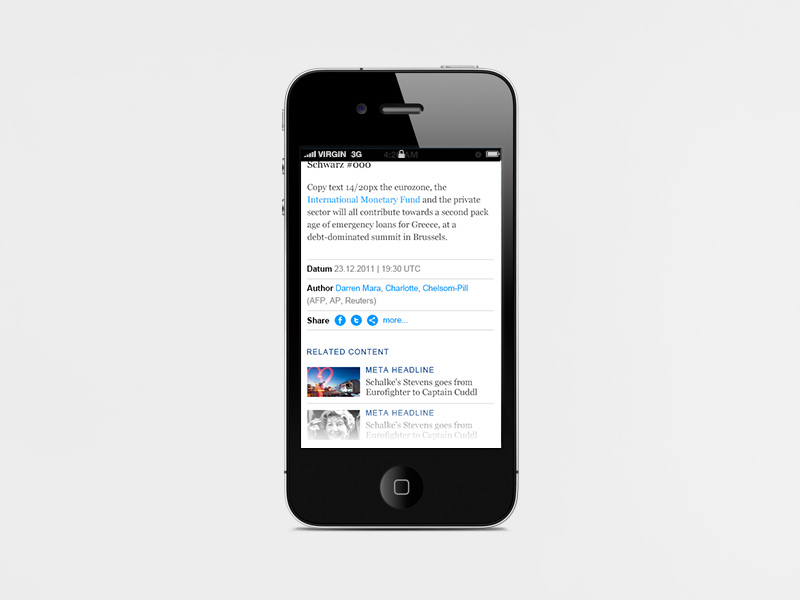 VIRGIN 3G
Schwarz #000
Copy text 14/20px the eurozone, the
International Monetary Fund and the private
sector will all contribute towards a second pack
age of emergency loans for Greece, at a
debt-dominated summit in Brussels.
Datum 23.12.2011 | 19:30 UTC
Author Darren Mara, Charlotte, Chelsom-Pill
(AFP, AP, Reuters)
Share more...
RELATED CONTENT
META HEADLINE
Schalke's Stevens goes from
Eurofighter to Captain Cuddl
META HEADLINE
Schalke's Stevens goes from
Eurofighter to Captain Cuddl